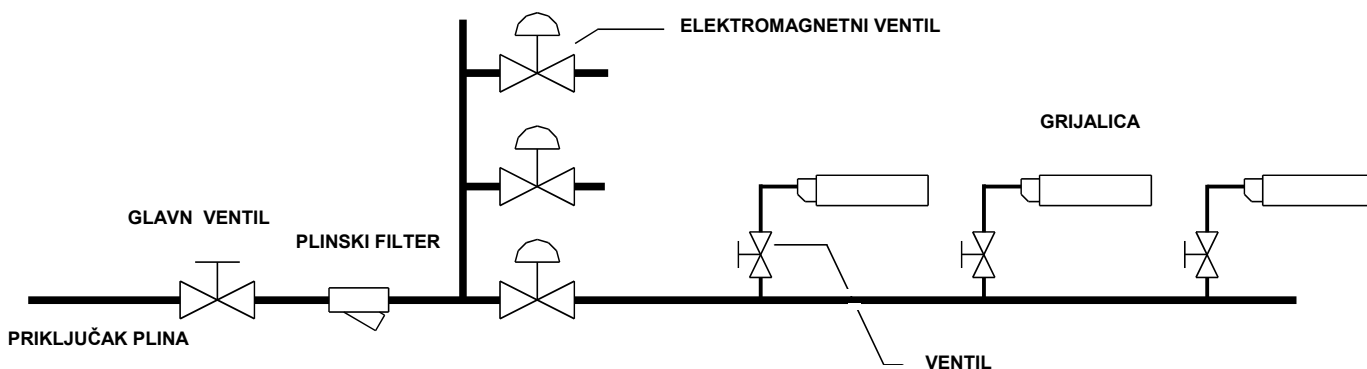 ELEKTROMAGNETNI VENTIL
GRIJALICA
GLAVN VENTIL
PLINSKI FILTER
PRIKLJUČAK PLINA
VENTIL